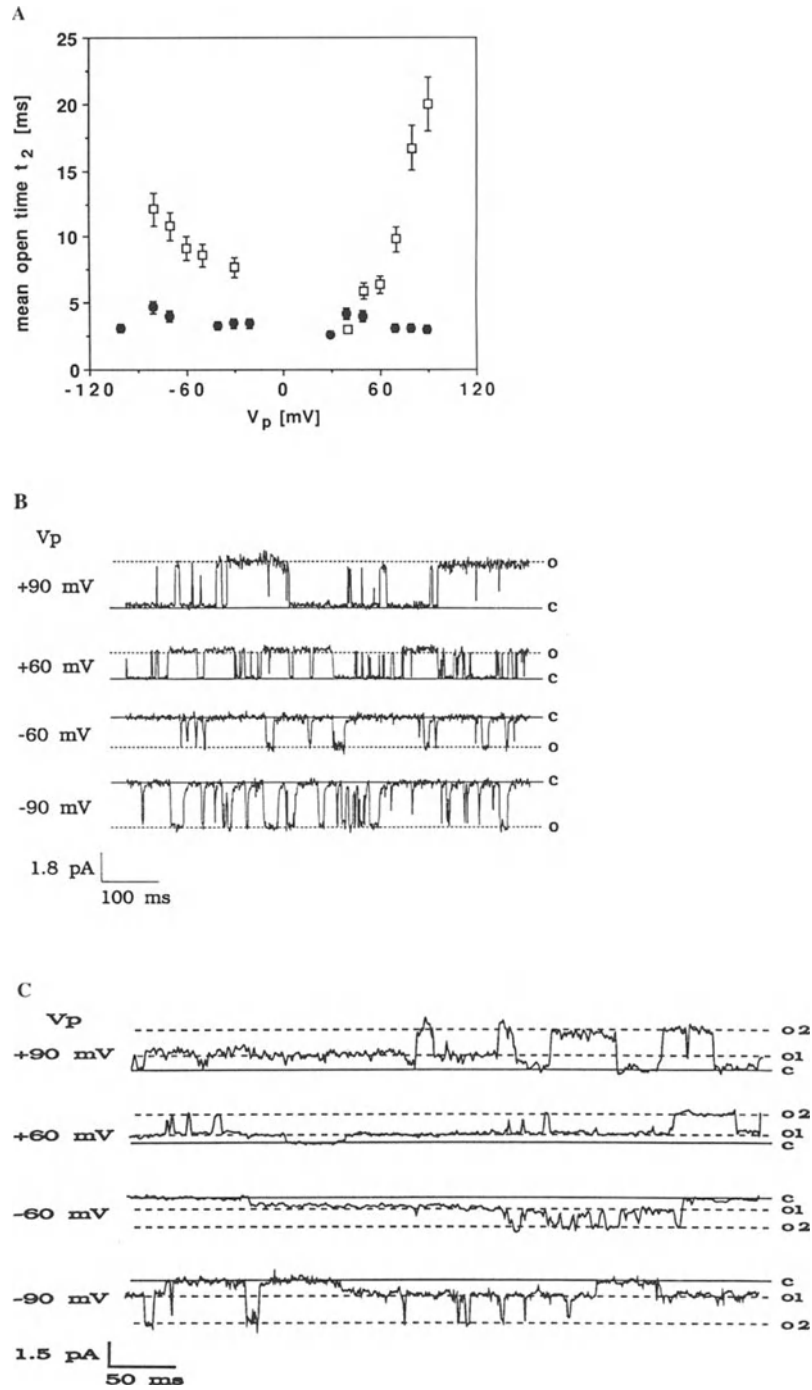 A
25
20
15
10
5
0
mean open time t₂ [ms]
-120
-60
0
60
120
Vp [mV]
B
Vp
+90 mV
o
c
+60 mV
o
c
-60 mV
c
o
-90 mV
c
o
1.8 pA
100 ms
C
Vp
+90 mV
o2
o1
c
+60 mV
o2
o1
c
-60 mV
c
o1
o2
-90 mV
c
o1
o2
1.5 pA
50 ms